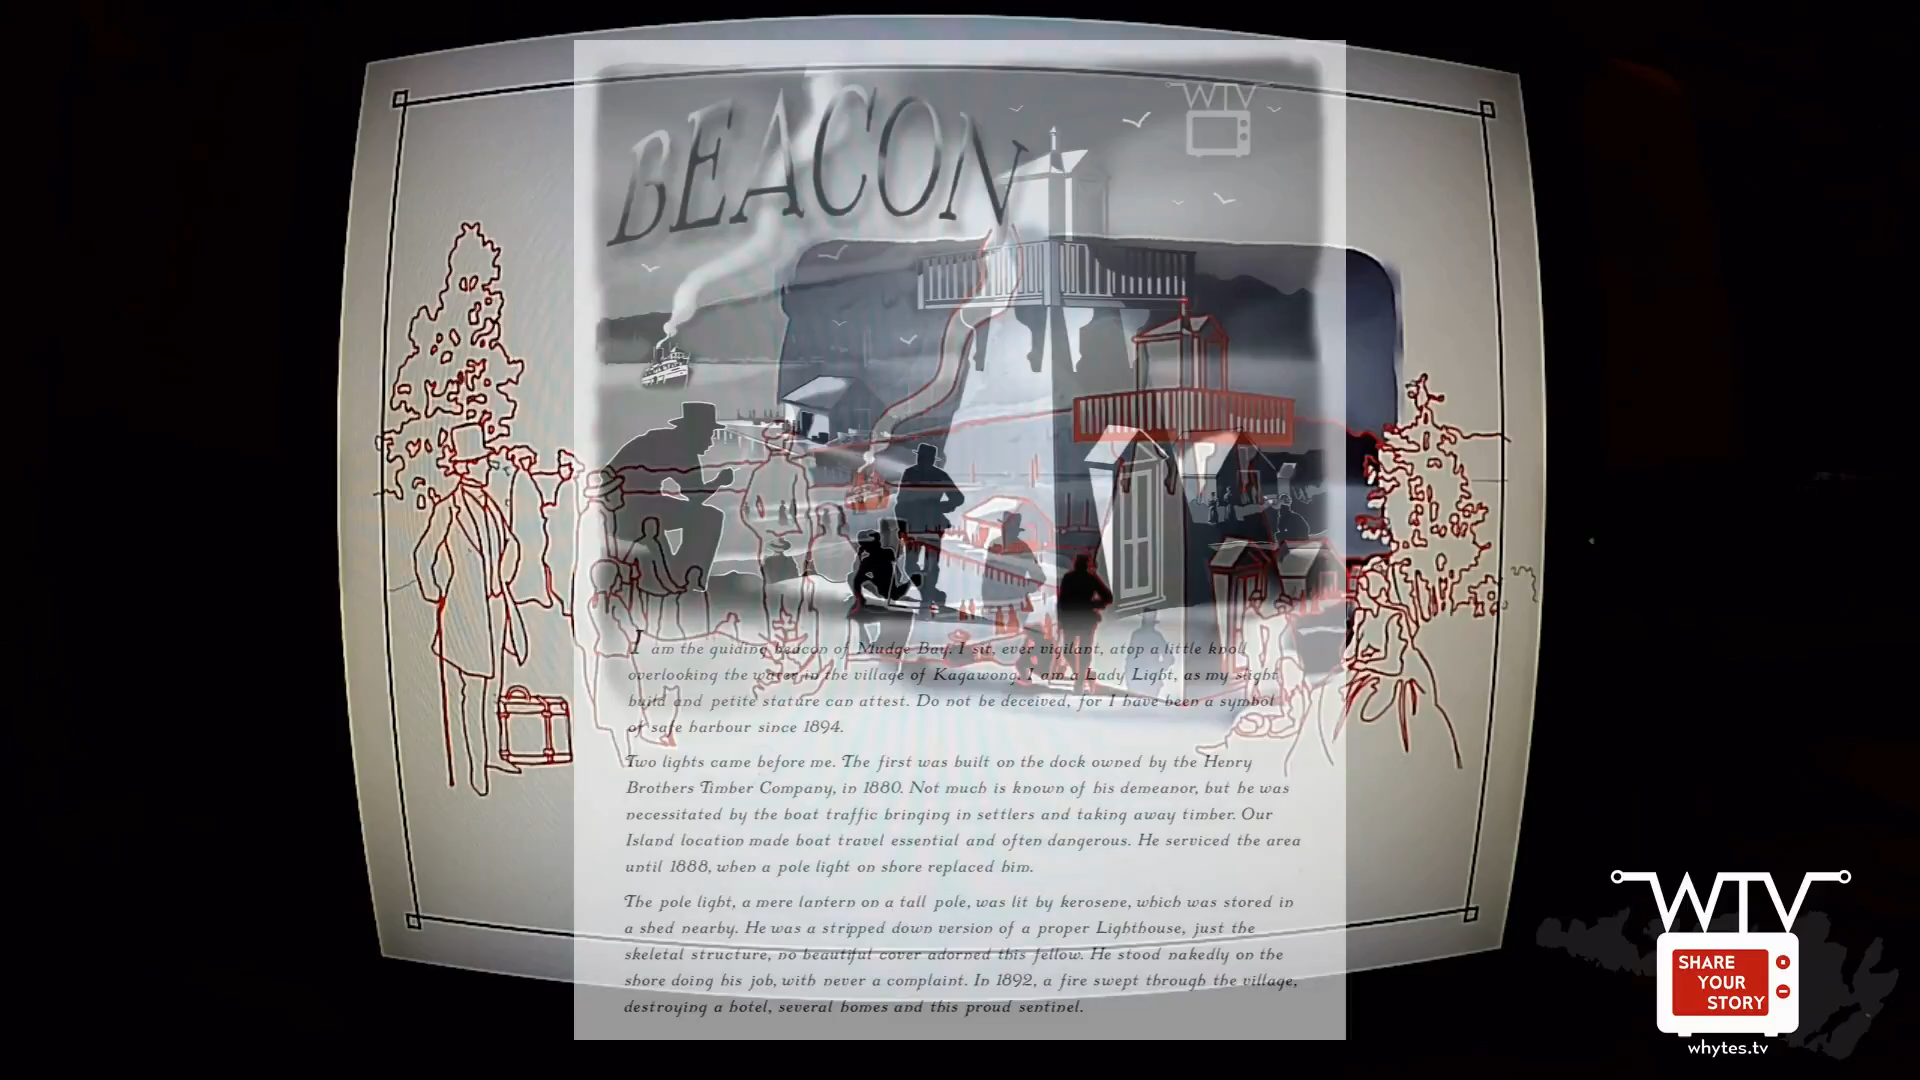 BEACON
WTV
I am the guiding beacon of Mudge Bay. I sit, ever vigilant, atop a little knoll
overlooking the water in the village of Kagawong. I am a Lady Light, as my slight
build and petite stature can attest. Do not be deceived, for I have been a symbol
of safe harbour since 1894.
Two lights came before me. The first was built on the dock owned by the Henry
Brothers Timber Company, in 1880. Not much is known of his demeanor, but he was
necessitated by the boat traffic bringing in settlers and taking away timber. Our
Island location made boat travel essential and often dangerous. He serviced the area
until 1888, when a pole light on shore replaced him.
The pole light, a mere lantern on a tall pole, was lit by kerosene, which was stored in
a shed nearby. He was a stripped down version of a proper Lighthouse, just the
skeletal structure, no beautiful cover adorned this fellow. He stood nakedly on the
shore doing his job, with never a complaint. In 1892, a fire swept through the village,
destroying a hotel, several homes and this proud sentinel.
WTV
SHARE
YOUR
STORY
whytes.tv